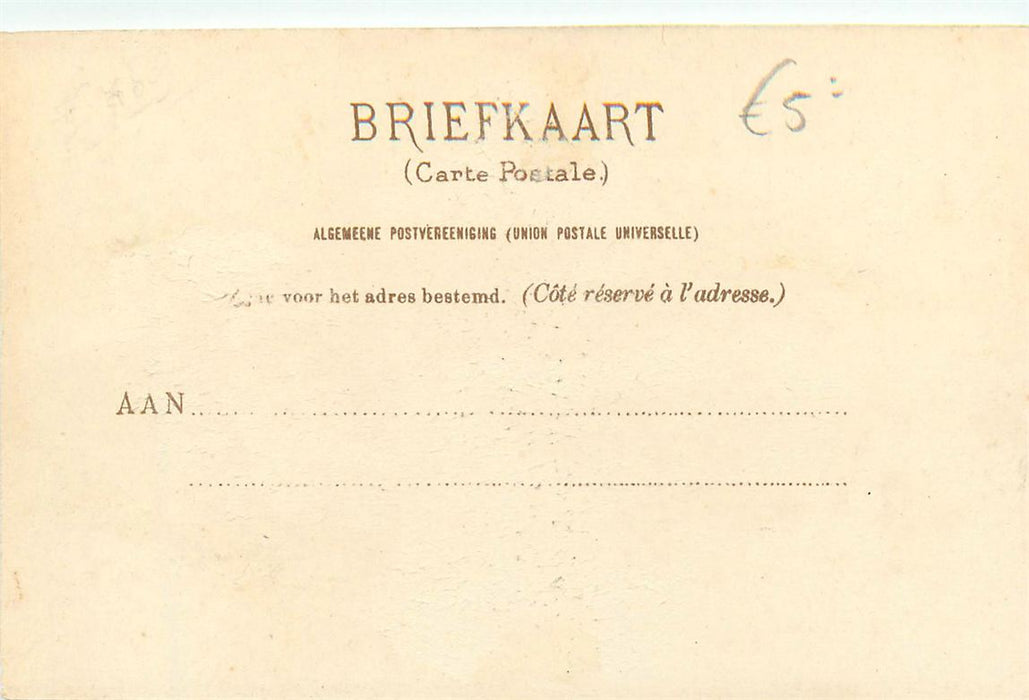 BRIEFKAART
€5:
(Carte Postale.)
ALGEMEENE POSTVEREENIGING (UNION POSTALE UNIVERSELLE)
voor het adres bestemd. (Côté réservé à l'adresse.)
AAN